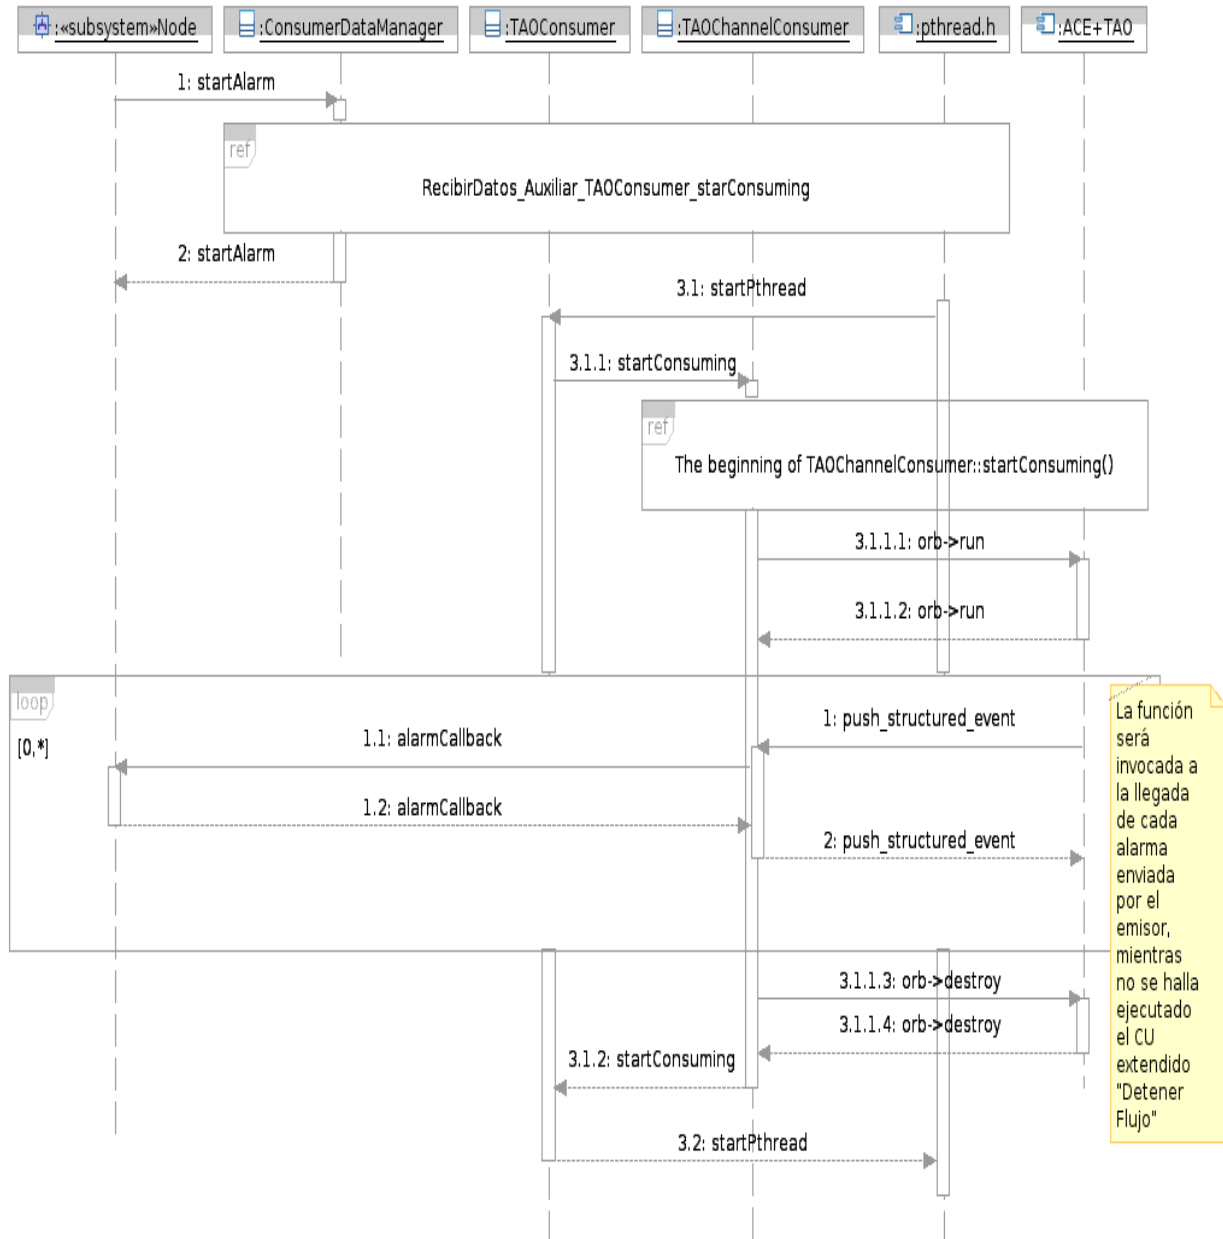 :«subsystem»Node
:ConsumerDataManager
:TAOConsumer
:TAOChannelConsumer
:pthread.h
:ACE+TAO
1: startAlarm
ref
RecibirDatos_Auxiliar_TAOConsumer_starConsuming
2: startAlarm
3.1: startPthread
3.1.1: startConsuming
ref
The beginning of TAOChannelConsumer::startConsuming()
3.1.1.1: orb->run
3.1.1.2: orb->run
loop
[0,*]
1: push_structured_event
1.1: alarmCallback
1.2: alarmCallback
2: push_structured_event
La función
será
invocada a
la llegada
de cada
alarma
enviada
por el
emisor,
mientras
no se halla
ejecutado
el CU
extendido
"Detener
Flujo"
3.1.1.3: orb->destroy
3.1.1.4: orb->destroy
3.1.2: startConsuming
3.2: startPthread